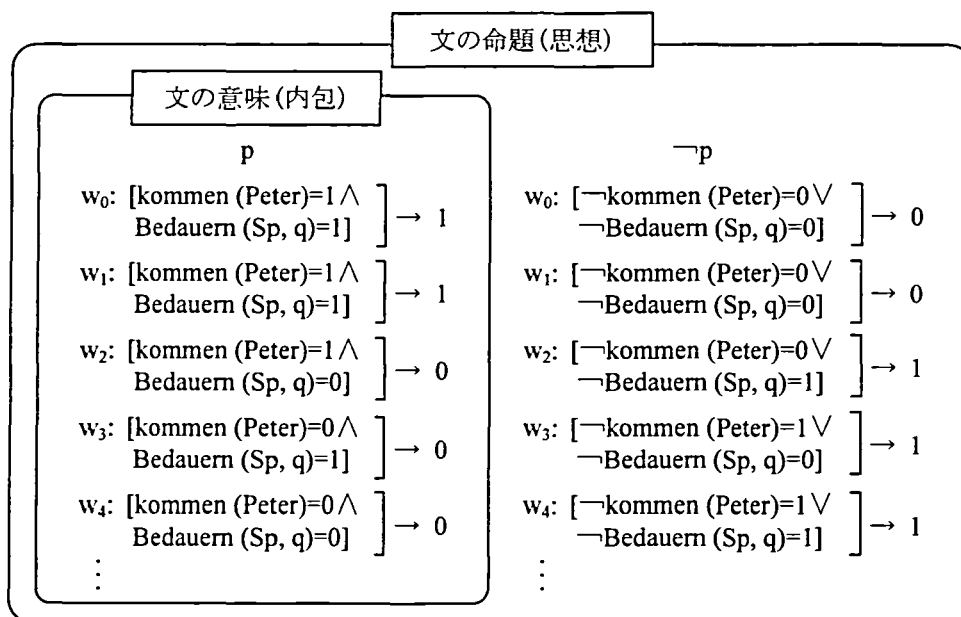 文の命題(思想)
文の意味(内包)
p
w₀: [kommen (Peter)=1∧
Bedauern (Sp, q)=1] → 1
w₁: [kommen (Peter)=1∧
Bedauern (Sp, q)=1] → 1
w₂: [kommen (Peter)=1∧
Bedauern (Sp, q)=0] → 0
w₃: [kommen (Peter)=0∧
Bedauern (Sp, q)=1] → 0
w₄: [kommen (Peter)=0∧
Bedauern (Sp, q)=0] → 0
⋮
¬p
w₀: [¬kommen (Peter)=0∨
¬Bedauern (Sp, q)=0] → 0
w₁: [¬kommen (Peter)=0∨
¬Bedauern (Sp, q)=0] → 0
w₂: [¬kommen (Peter)=0∨
¬Bedauern (Sp, q)=1] → 1
w₃: [¬kommen (Peter)=1∨
¬Bedauern (Sp, q)=0] → 1
w₄: [¬kommen (Peter)=1∨
¬Bedauern (Sp, q)=1] → 1
⋮